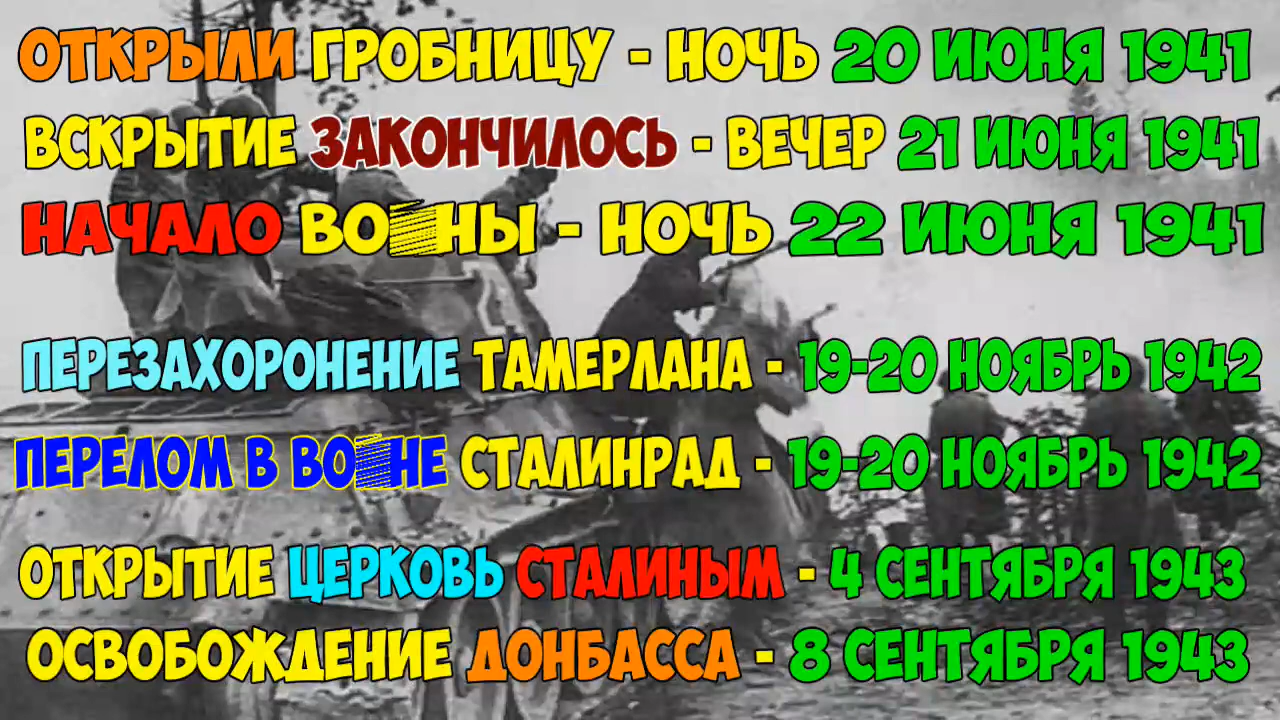 ОТКРЫЛИ ГРОБНИЦУ - НОЧЬ 20 ИЮНЯ 1941
ВСКРЫТИЕ ЗАКОНЧИЛОСЬ - ВЕЧЕР 21 ИЮНЯ 1941
НАЧАЛО - НОЧЬ 22 ИЮНЯ 1941
ПЕРЕЗАХОРОНЕНИЕ ТАМЕРЛАНА - 19-20 НОЯБРЬ 1942
ПЕРЕЛОМ В СТАЛИНРАД - 19-20 НОЯБРЬ 1942
ОТКРЫТИЕ ЦЕРКОВЬ СТАЛИНЫМ - 4 СЕНТЯБРЯ 1943
ОСВОБОЖДЕНИЕ ДОНБАССА - 8 СЕНТЯБРЯ 1943